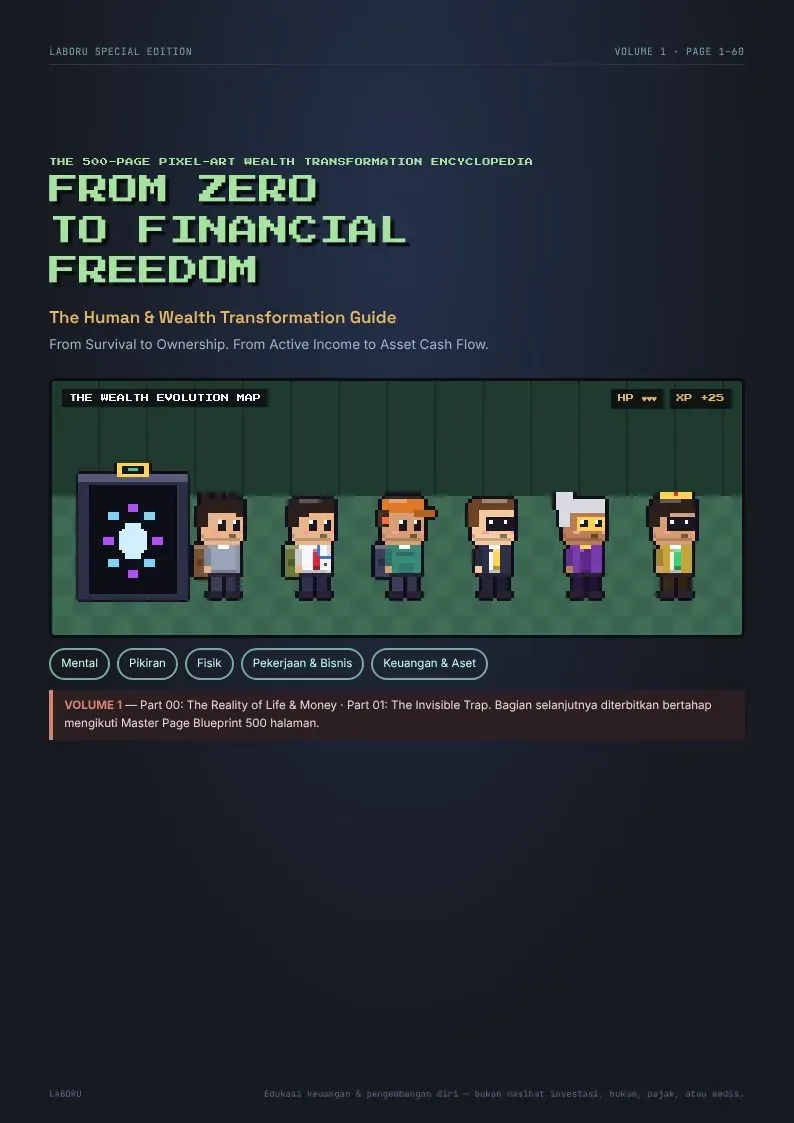 LABORU SPECIAL EDITION
VOLUME 1 · PAGE 1–60
THE 500-PAGE PIXEL-ART WEALTH TRANSFORMATION ENCYCLOPEDIA
FROM ZERO
TO FINANCIAL
FREEDOM
The Human & Wealth Transformation Guide
From Survival to Ownership. From Active Income to Asset Cash Flow.
THE WEALTH EVOLUTION MAP
HP ♥♥♥
XP +25
Mental
Pikiran
Fisik
Pekerjaan & Bisnis
Keuangan & Aset
VOLUME 1 — Part 00: The Reality of Life & Money · Part 01: The Invisible Trap. Bagian selanjutnya diterbitkan bertahap
mengikuti Master Page Blueprint 500 halaman.
LABORU
Edukasi keuangan & pengembangan diri — bukan nasihat investasi, hukum, pajak, atau medis.